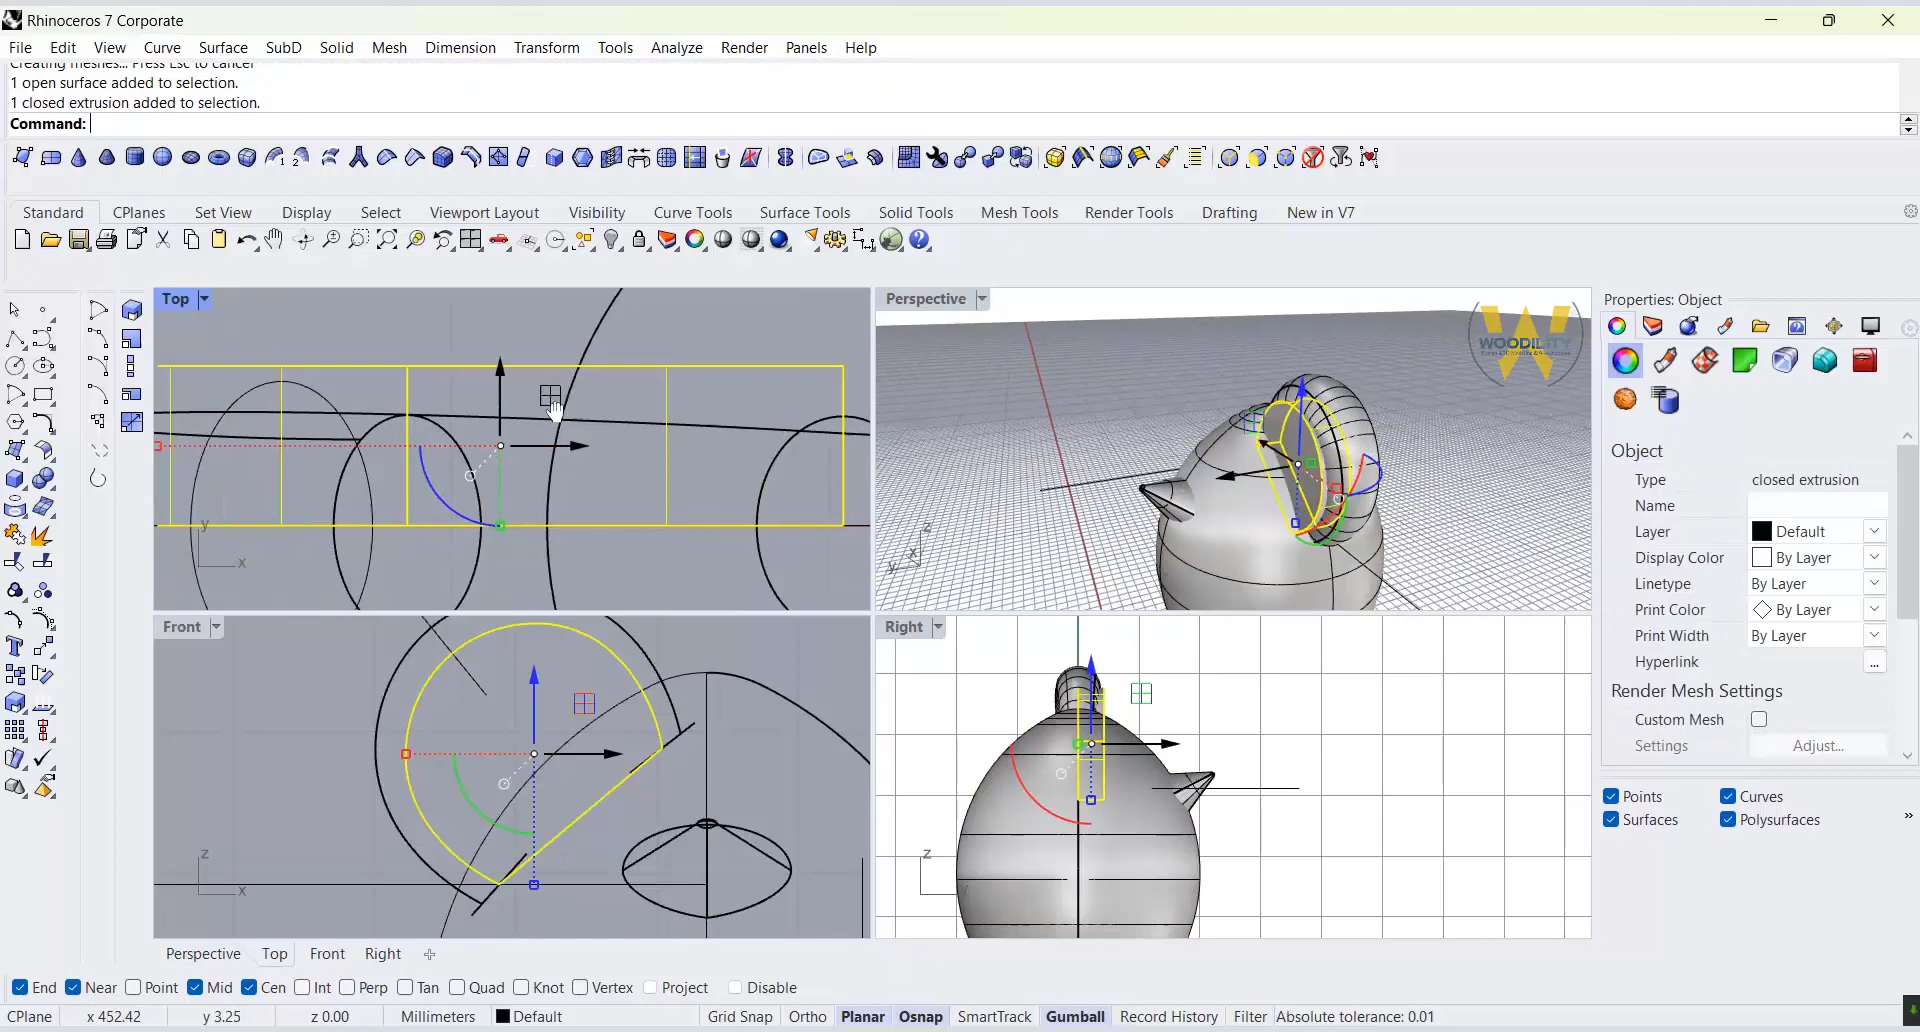 Rhinoceros 7 Corporate
File Edit View Curve Surface SubD Solid Mesh Dimension Transform Tools Analyze Render Panels Help
Creating meshes... Press Esc to cancel
1 open surface added to selection.
1 closed extrusion added to selection.
Command:
Standard CPlanes Set View Display Select Viewport Layout Visibility Curve Tools Surface Tools Solid Tools Mesh Tools Render Tools Drafting New in V7
Top
Perspective
WOODILITY
Properties: Object
Object
Type closed extrusion
Name
Layer Default
Display Color By Layer
Linetype By Layer
Print Color By Layer
Print Width By Layer
Hyperlink ...
Render Mesh Settings
Custom Mesh
Settings Adjust...
y
x
z
x
y
Front
Right
z
x
z
Points Curves
Surfaces Polysurfaces
»
Perspective Top Front Right
End Near Point Mid Cen Int Perp Tan Quad Knot Vertex Project Disable
CPlane x 452.42 y 3.25 z 0.00 Millimeters Default Grid Snap Ortho Planar Osnap SmartTrack Gumball Record History Filter Absolute tolerance: 0.01